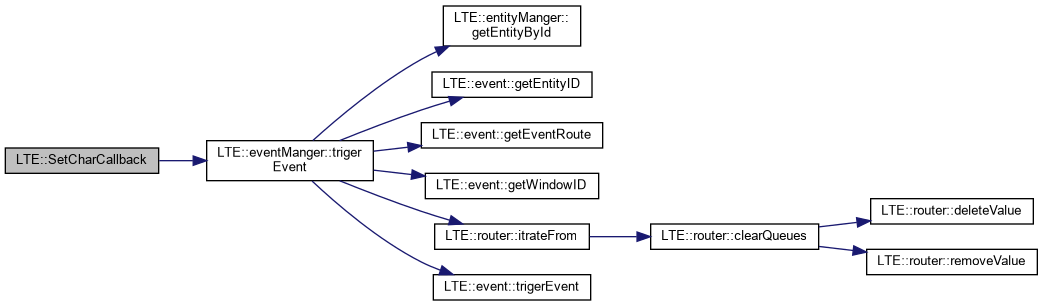 LTE::SetCharCallback
LTE::eventManger::triger
Event
LTE::entityManger::
getEntityById
LTE::event::getEntityID
LTE::event::getEventRoute
LTE::event::getWindowID
LTE::router::itrateFrom
LTE::event::trigerEvent
LTE::router::clearQueues
LTE::router::deleteValue
LTE::router::removeValue